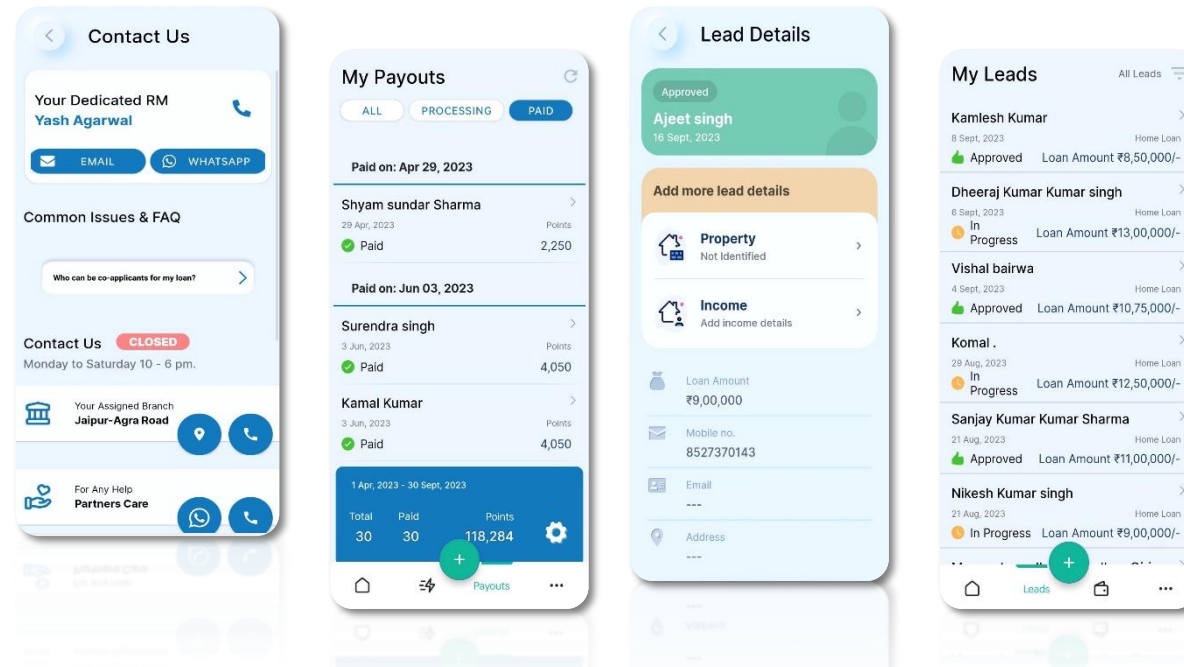 Contact Us
Your Dedicated RM
Yash Agarwal
EMAIL
WHATSAPP
Common Issues & FAQ
Who can be co-applicants for my loan?
Contact Us CLOSED
Monday to Saturday 10 - 6 pm.
Your Assigned Branch
Jaipur-Agra Road
For Any Help
Partners Care
My Payouts
ALL PROCESSING PAID
Paid on: Apr 29, 2023
Shyam sundar Sharma
29 Apr, 2023 Points
Paid 2,250
Paid on: Jun 03, 2023
Surendra singh
3 Jun, 2023 Points
Paid 4,050
Kamal Kumar
3 Jun, 2023 Points
Paid 4,050
1 Apr, 2023 - 30 Sept, 2023
Total Paid Points
30 30 118,284
Payouts
Lead Details
Approved
Ajeet singh
16 Sept, 2023
Add more lead details
Property
Not Identified
Income
Add income details
Loan Amount
₹9,00,000
Mobile no.
8527370143
Email
---
Address
---
My Leads All Leads
Kamlesh Kumar
8 Sept, 2023 Home Loan
Approved Loan Amount ₹8,50,000/-
Dheeraj Kumar Kumar singh
6 Sept, 2023 Home Loan
In
Progress Loan Amount ₹13,00,000/-
Vishal bairwa
4 Sept, 2023 Home Loan
Approved Loan Amount ₹10,75,000/-
Komal .
29 Aug, 2023 Home Loan
In
Progress Loan Amount ₹12,50,000/-
Sanjay Kumar Kumar Sharma
21 Aug, 2023 Home Loan
Approved Loan Amount ₹11,00,000/-
Nikesh Kumar singh
21 Aug, 2023 Home Loan
In Progress Loan Amount ₹9,00,000/-
Leads